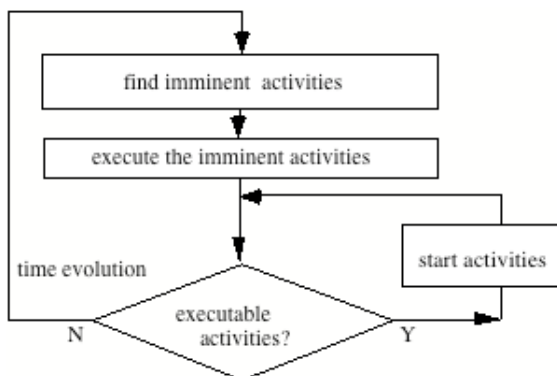 find imminent activities
execute the imminent activities
start activities
time evolution
executable
activities?
N
Y